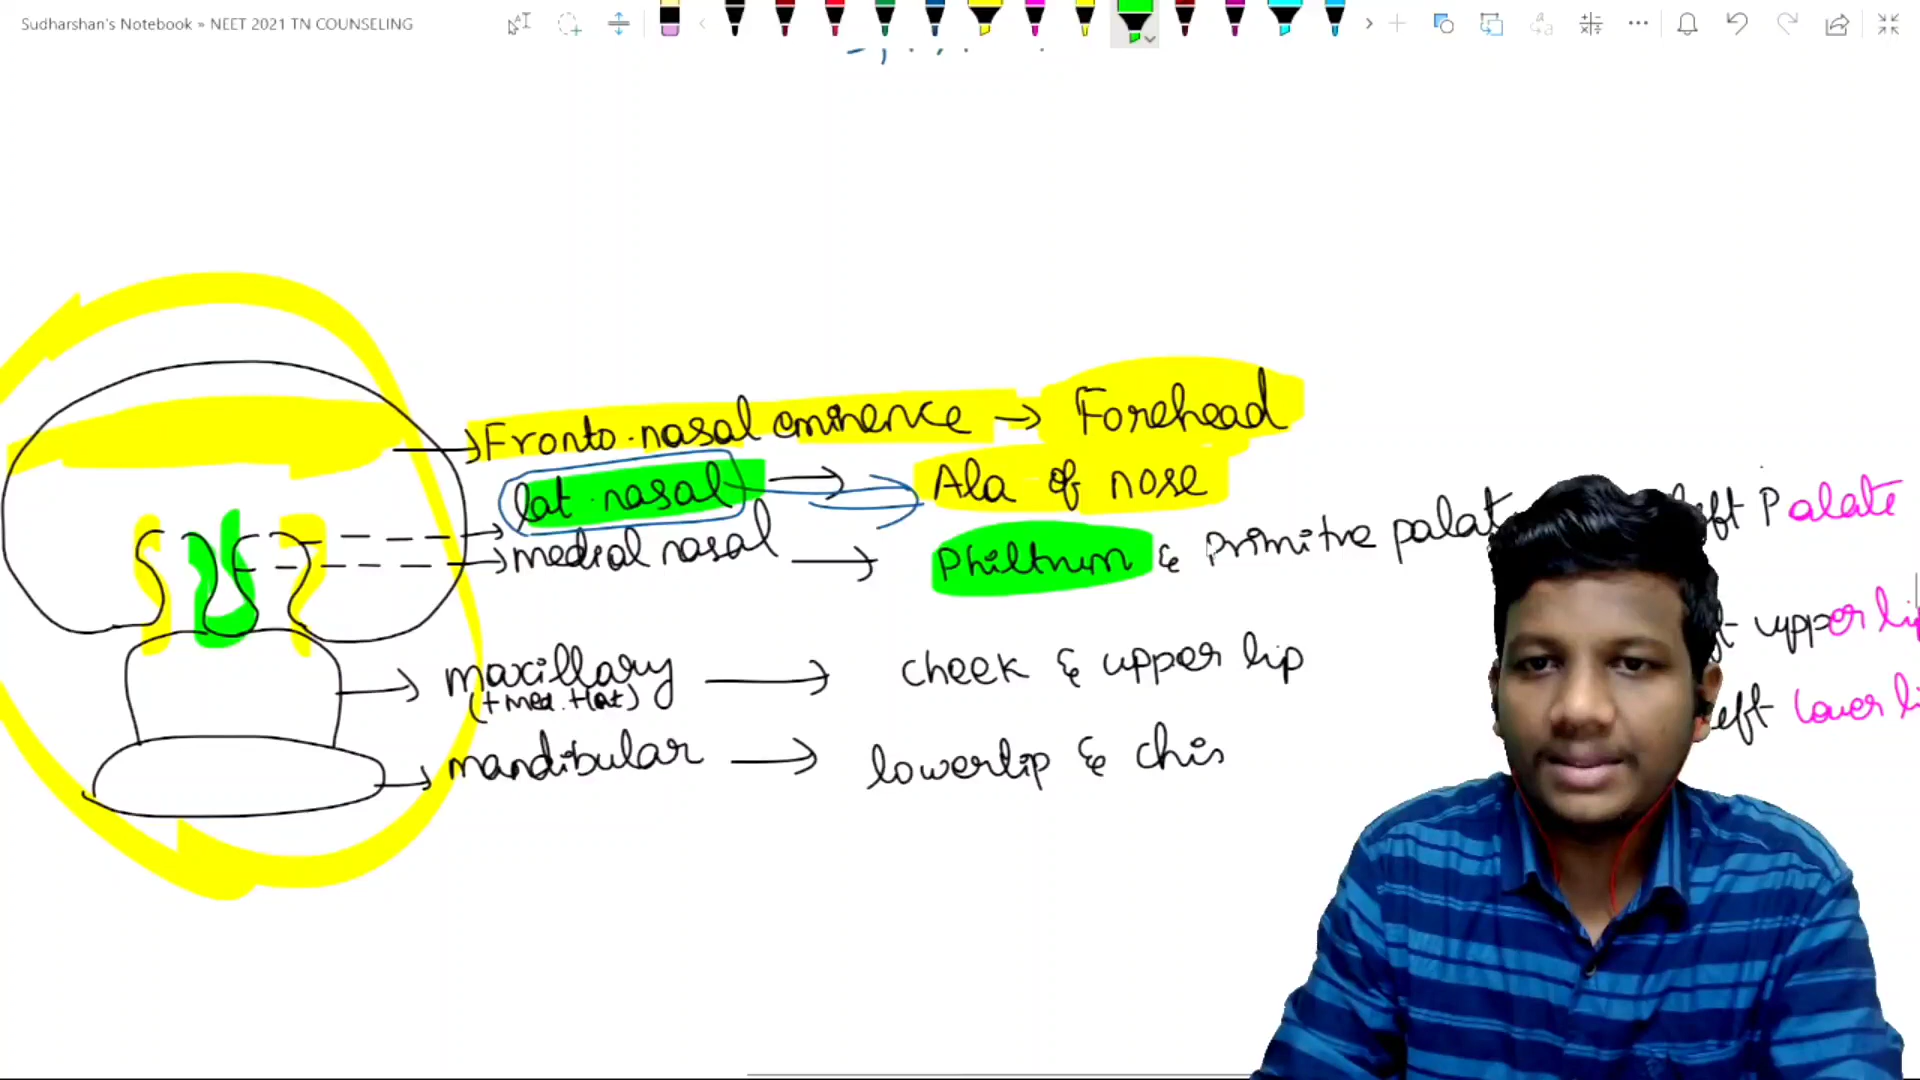 Sudharshan's Notebook » NEET 2021 TN COUNSELING
Fronto-nasal eminence → Forehead
lat-nasal → Ala of nose
medial nasal → Philtrum & Primitive palat
eft Palate
maxillary → cheek & upper lip
(+ med. + lat)
upper li
mandibular → lowerlip & chin
eft lower li